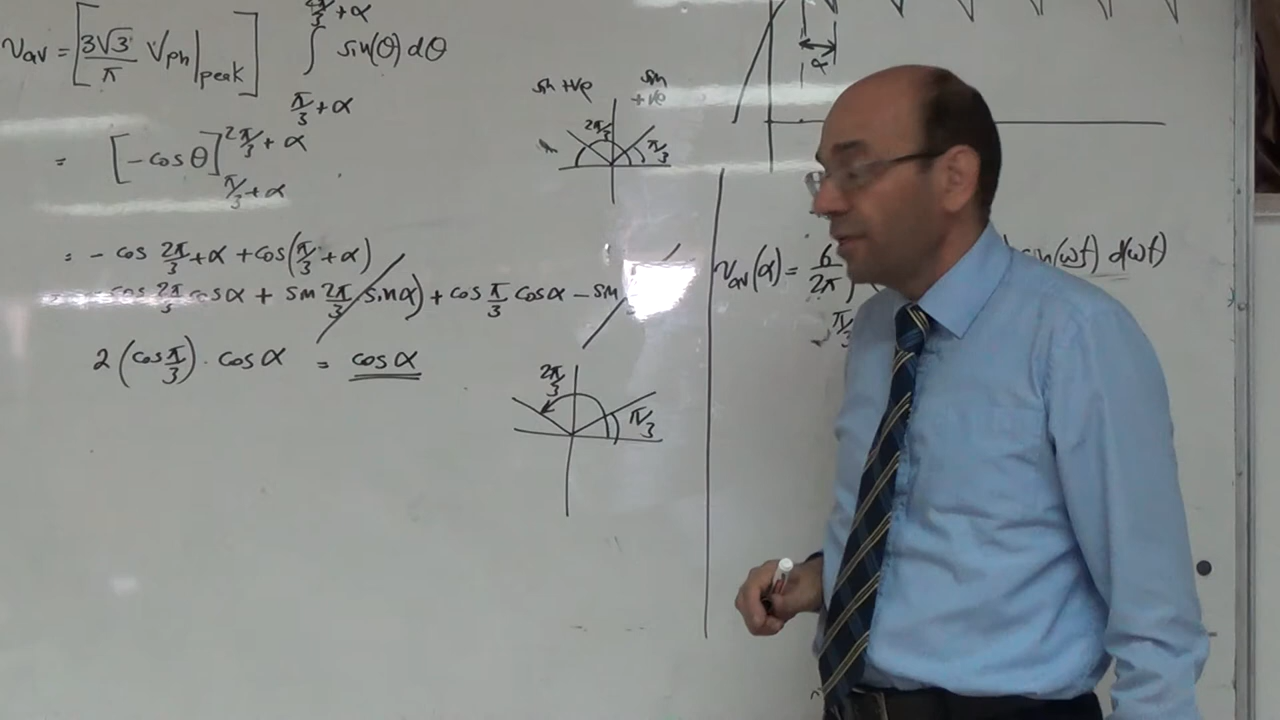 2π/3 + α
Vav = [3√3/π Vph|peak] ∫ sin(θ) dθ
π/3 + α
= [-cos θ] 2π/3 + α
π/3 + α
= - cos 2π/3 + α + cos(π/3 + α)
cos 2π/3 cos α + sin 2π/3 sin α) + cos π/3 cos α - sin
2 (cos π/3) · cos α = cos α
sin +ve
sin +ve
2π/3
π/3
2π/3
π/3
α
Vav(α) = 6/2π
sin(ωt) d(ωt)
π/3